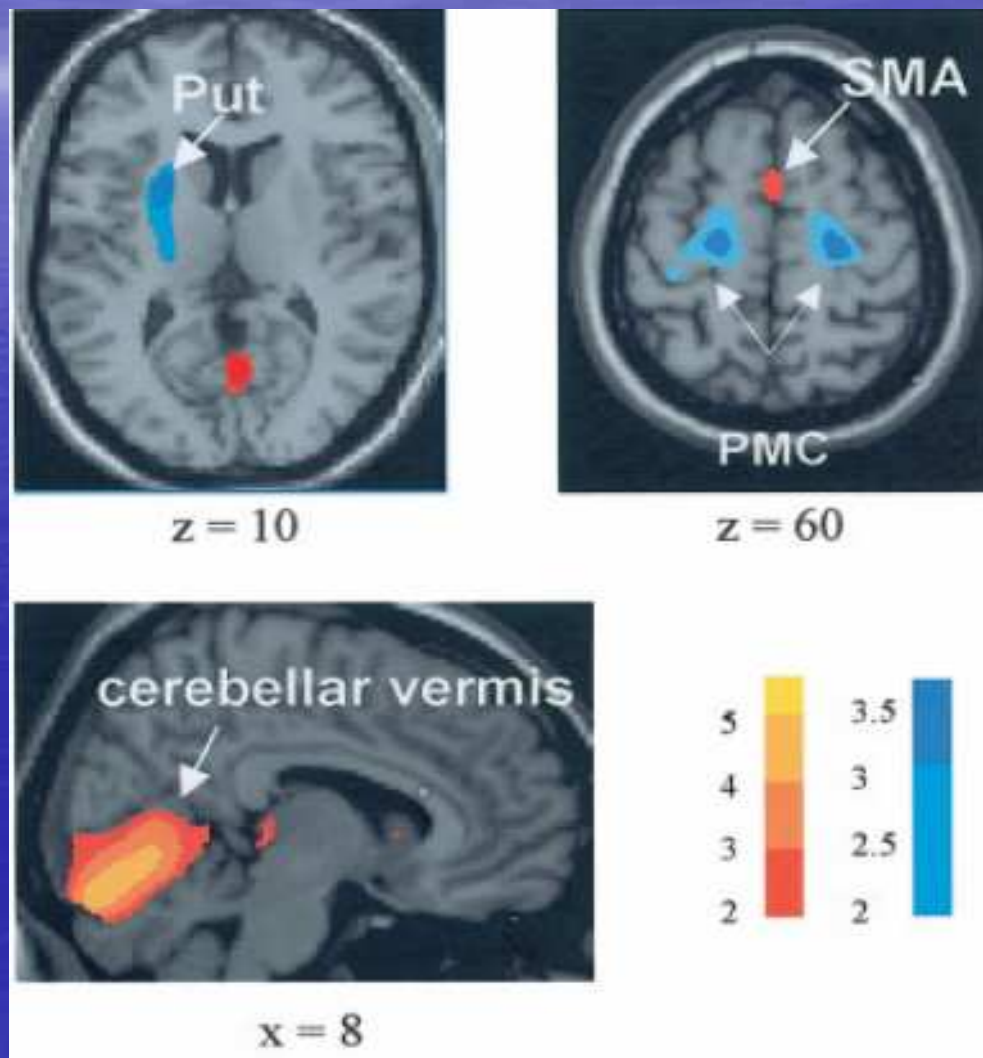 Put
SMA
PMC
z = 10
z = 60
cerebellar vermis
5
4
3
2
3.5
3
2.5
2
x = 8